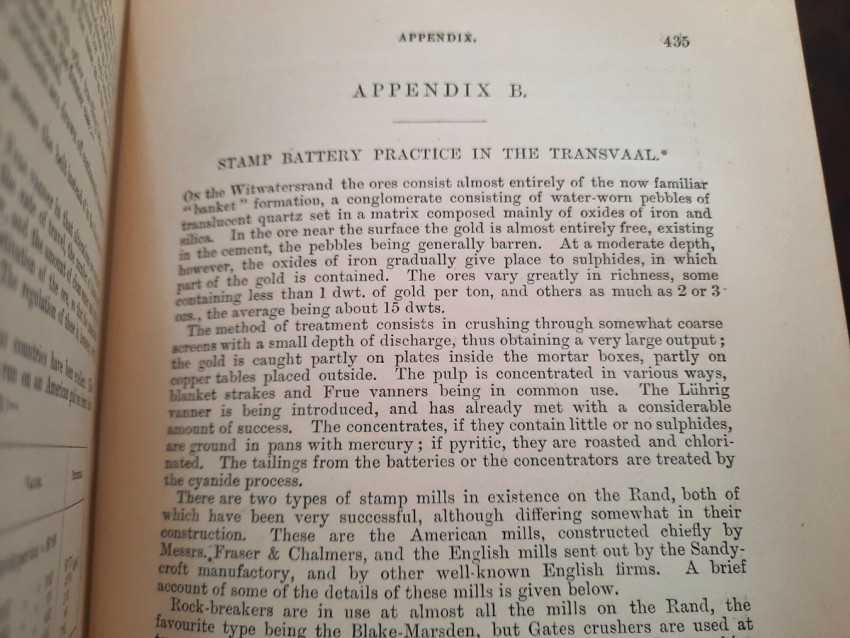 APPENDIX. 435
APPENDIX B.
STAMP BATTERY PRACTICE IN THE TRANSVAAL.*
On the Witwatersrand the ores consist almost entirely of the now familiar
"banket" formation, a conglomerate consisting of water-worn pebbles of
translucent quartz set in a matrix composed mainly of oxides of iron and
silica. In the ore near the surface the gold is almost entirely free, existing
in the cement, the pebbles being generally barren. At a moderate depth,
however, the oxides of iron gradually give place to sulphides, in which
part of the gold is contained. The ores vary greatly in richness, some
containing less than 1 dwt. of gold per ton, and others as much as 2 or 3
ozs., the average being about 15 dwts.
The method of treatment consists in crushing through somewhat coarse
screens with a small depth of discharge, thus obtaining a very large output;
the gold is caught partly on plates inside the mortar boxes, partly on
copper tables placed outside. The pulp is concentrated in various ways,
blanket strakes and Frue vanners being in common use. The Lührig
vanner is being introduced, and has already met with a considerable
amount of success. The concentrates, if they contain little or no sulphides,
are ground in pans with mercury; if pyritic, they are roasted and chlori-
nated. The tailings from the batteries or the concentrators are treated by
the cyanide process.
There are two types of stamp mills in existence on the Rand, both of
which have been very successful, although differing somewhat in their
construction. These are the American mills, constructed chiefly by
Messrs. Fraser & Chalmers, and the English mills sent out by the Sandy-
croft manufactory, and by other well-known English firms. A brief
account of some of the details of these mills is given below.
Rock-breakers are in use at almost all the mills on the Rand, the
favourite type being the Blake-Marsden, but Gates crushers are used at